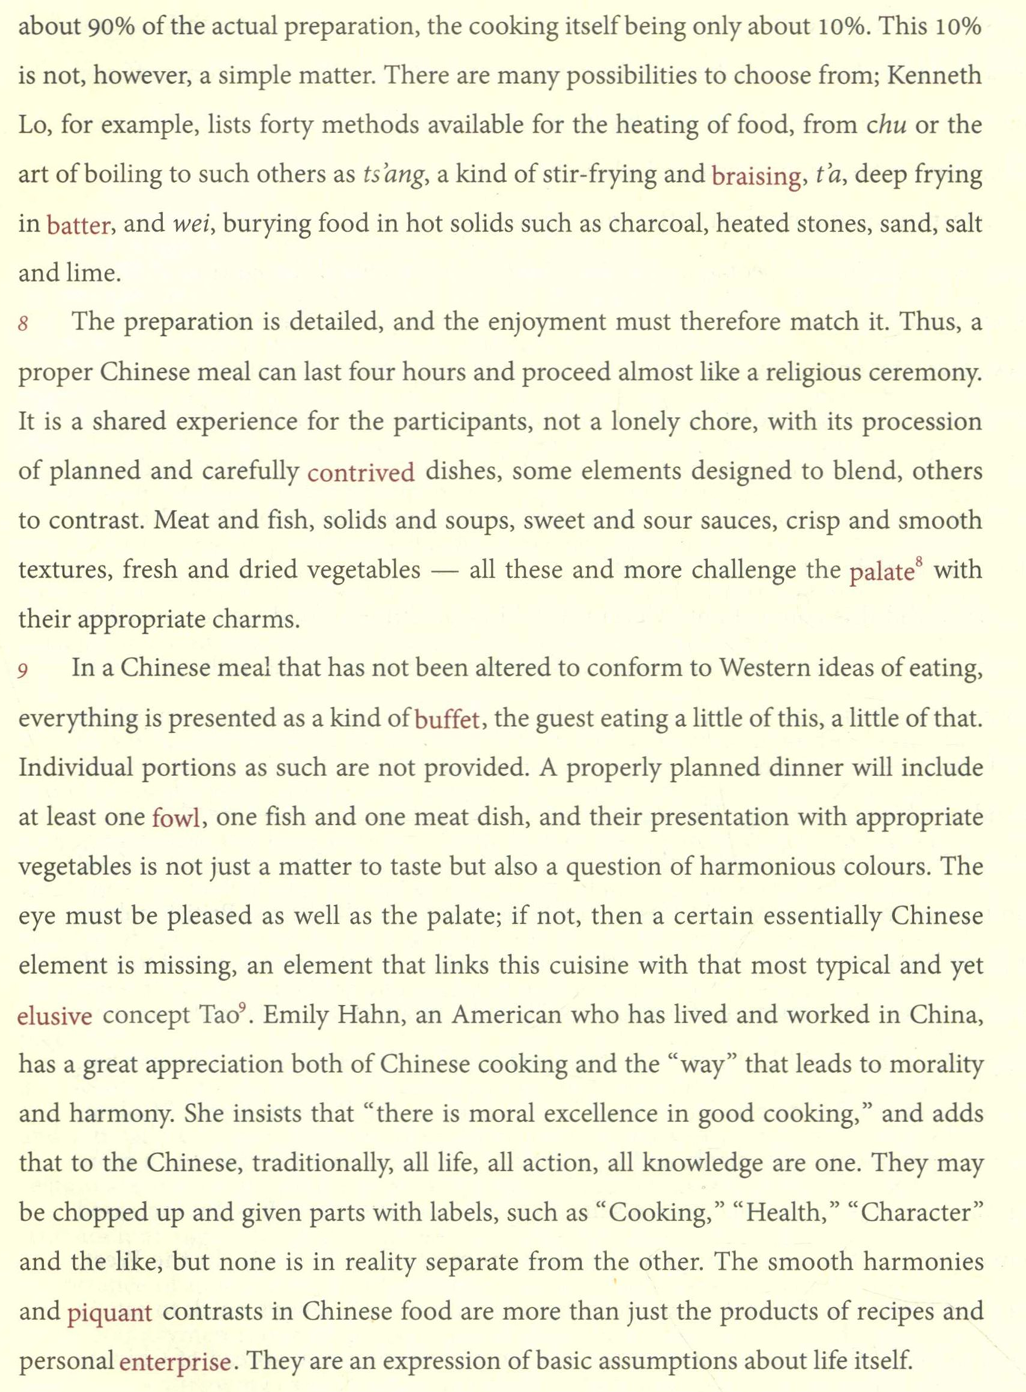 about 90% of the actual preparation, the cooking itself being only about 10%. This 10%
is not, however, a simple matter. There are many possibilities to choose from; Kenneth
Lo, for example, lists forty methods available for the heating of food, from chu or the
art of boiling to such others as ts'ang, a kind of stir-frying and braising, t'a, deep frying
in batter, and wei, burying food in hot solids such as charcoal, heated stones, sand, salt
and lime.
8 The preparation is detailed, and the enjoyment must therefore match it. Thus, a
proper Chinese meal can last four hours and proceed almost like a religious ceremony.
It is a shared experience for the participants, not a lonely chore, with its procession
of planned and carefully contrived dishes, some elements designed to blend, others
to contrast. Meat and fish, solids and soups, sweet and sour sauces, crisp and smooth
textures, fresh and dried vegetables — all these and more challenge the palate⁸ with
their appropriate charms.
9 In a Chinese meal that has not been altered to conform to Western ideas of eating,
everything is presented as a kind of buffet, the guest eating a little of this, a little of that.
Individual portions as such are not provided. A properly planned dinner will include
at least one fowl, one fish and one meat dish, and their presentation with appropriate
vegetables is not just a matter to taste but also a question of harmonious colours. The
eye must be pleased as well as the palate; if not, then a certain essentially Chinese
element is missing, an element that links this cuisine with that most typical and yet
elusive concept Tao⁹. Emily Hahn, an American who has lived and worked in China,
has a great appreciation both of Chinese cooking and the “way” that leads to morality
and harmony. She insists that “there is moral excellence in good cooking,” and adds
that to the Chinese, traditionally, all life, all action, all knowledge are one. They may
be chopped up and given parts with labels, such as “Cooking,” “Health,” “Character”
and the like, but none is in reality separate from the other. The smooth harmonies
and piquant contrasts in Chinese food are more than just the products of recipes and
personal enterprise. They are an expression of basic assumptions about life itself.